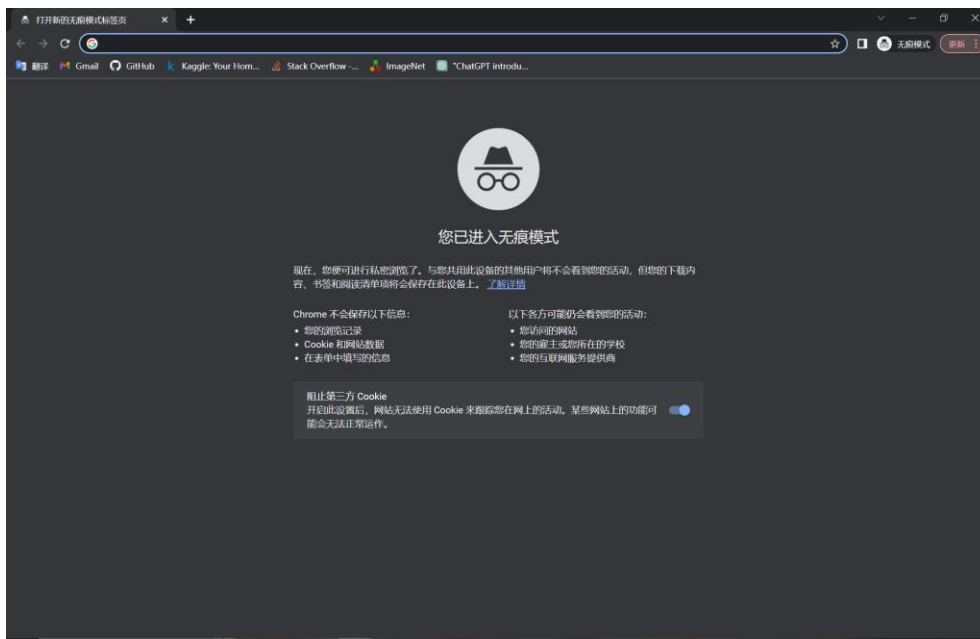 打开新的无痕模式标签页
无痕模式
更新
翻译 Gmail GitHub Kaggle: Your Hom... Stack Overflow -... ImageNet "ChatGPT introdu...
您已进入无痕模式
现在，您便可进行私密浏览了。与您共用此设备的其他用户将不会看到您的活动，但您的下载内
容、书签和阅读清单项将会保存在此设备上。 了解详情
Chrome 不会保存以下信息：
• 您的浏览记录
• Cookie 和网站数据
• 在表单中填写的信息
以下各方可能仍会看到您的活动：
• 您访问的网站
• 您的雇主或您所在的学校
• 您的互联网服务提供商
阻止第三方 Cookie
开启此设置后，网站无法使用 Cookie 来跟踪您在网上的活动。某些网站上的功能可
能会无法正常运作。